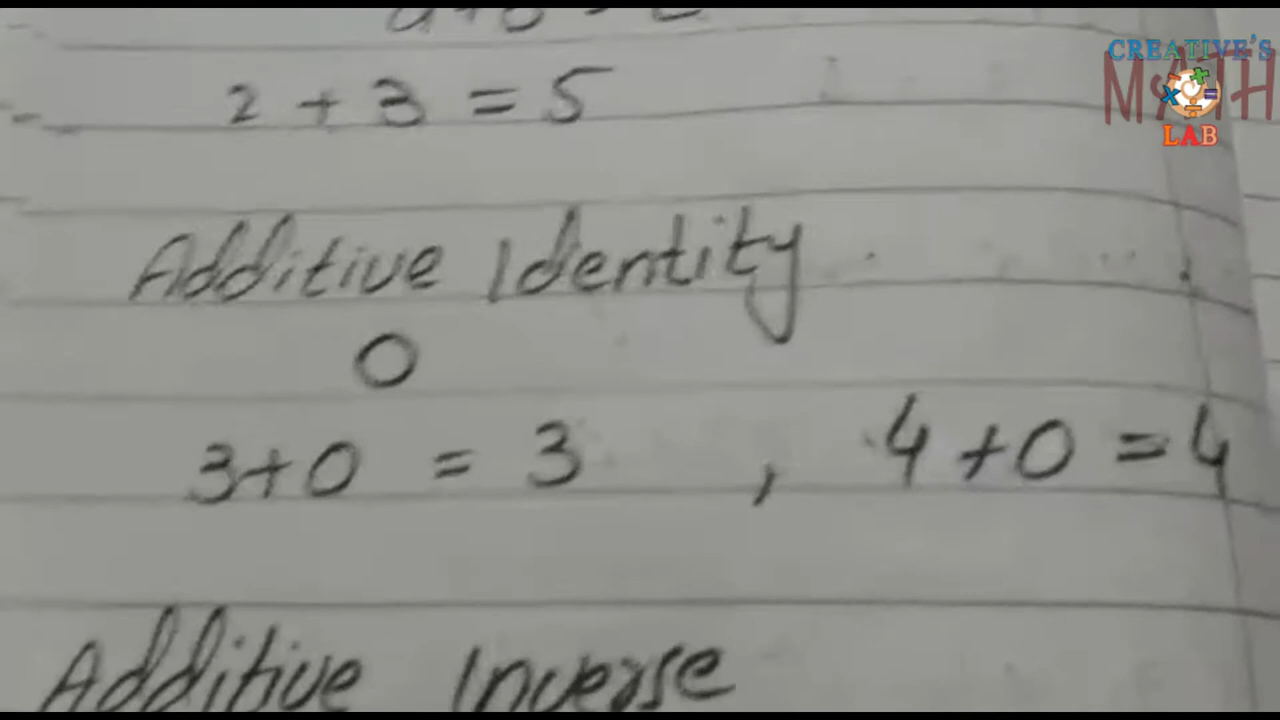 2 + 3 = 5
CREATIVE'S
MATH
LAB
Additive Identity
0
3+0 = 3 , 4+0=4
Additive Inverse